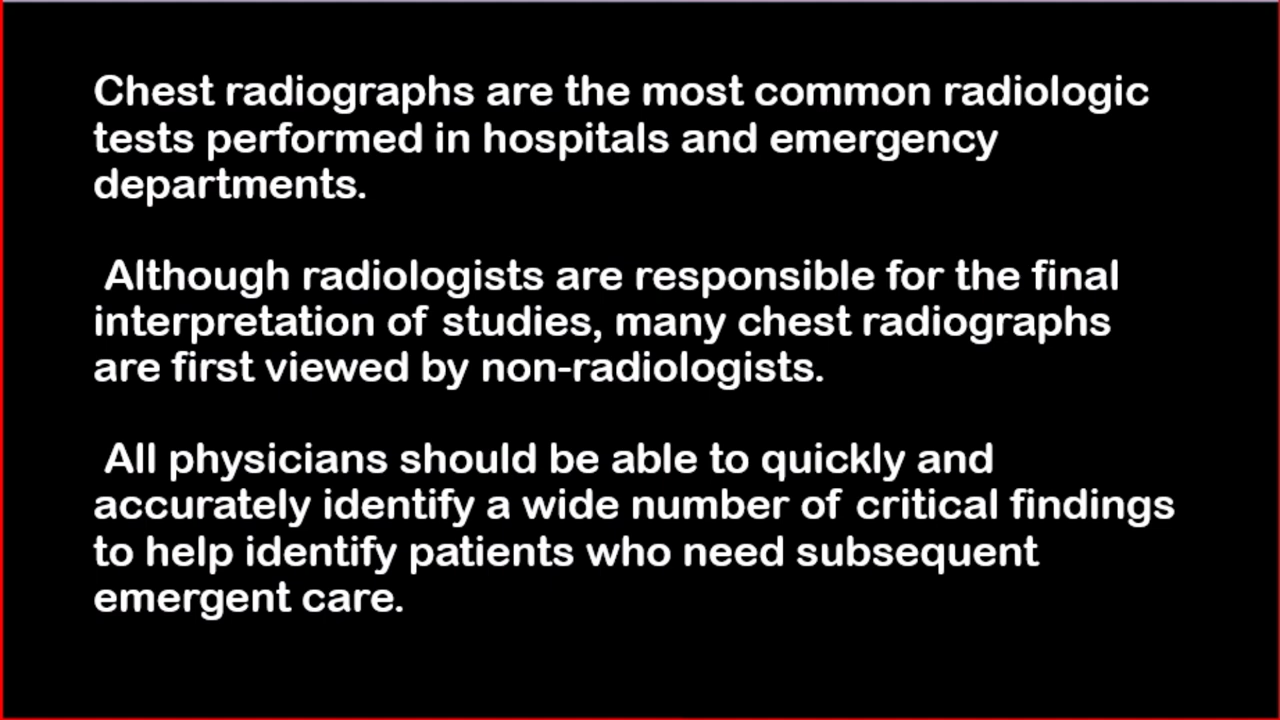 Chest radiographs are the most common radiologic
tests performed in hospitals and emergency
departments.
Although radiologists are responsible for the final
interpretation of studies, many chest radiographs
are first viewed by non-radiologists.
All physicians should be able to quickly and
accurately identify a wide number of critical findings
to help identify patients who need subsequent
emergent care.